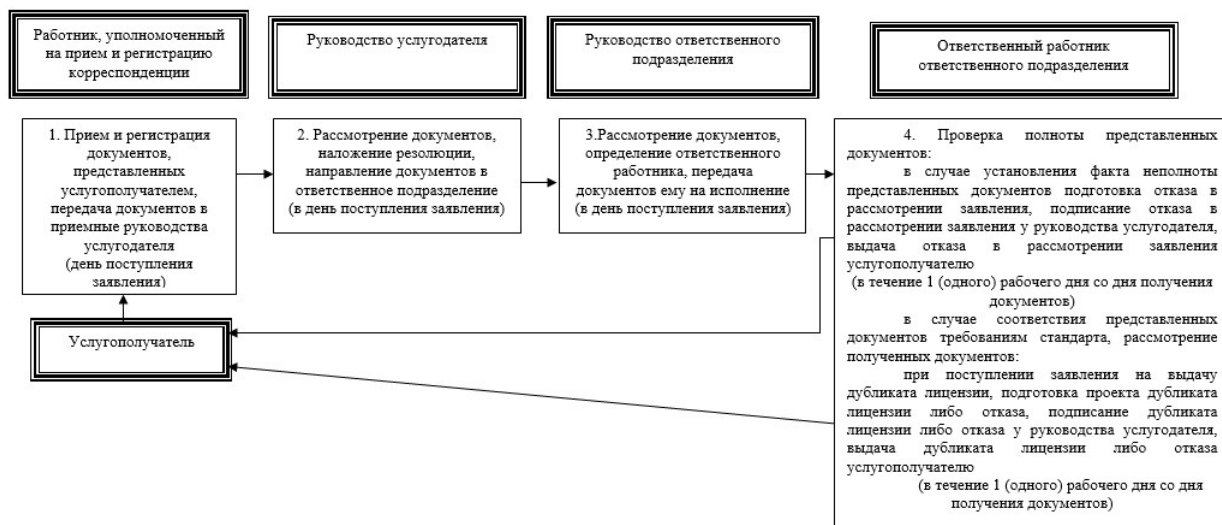 Работник, уполномоченный
на прием и регистрацию
корреспонденции
Руководство услугодателя
Руководство ответственного
подразделения
Ответственный работник
ответственного подразделения
1. Прием и регистрация
документов,
представленных
услугополучателем,
передача документов в
приемные руководства
услугодателя
(день поступления
заявления)
2. Рассмотрение документов,
наложение резолюции,
направление документов в
ответственное подразделение
(в день поступления заявления)
3.Рассмотрение документов,
определение ответственного
работника, передача
документов ему на исполнение
(в день поступления заявления)
4. Проверка полноты представленных
документов:
в случае установления факта неполноты
представленных документов подготовка отказа в
рассмотрении заявления, подписание отказа в
рассмотрении заявления у руководства услугодателя,
выдача отказа в рассмотрении заявления
услугополучателю
(в течение 1 (одного) рабочего дня со дня получения
документов)
в случае соответствия представленных
документов требованиям стандарта, рассмотрение
полученных документов:
при поступлении заявления на выдачу
дубликата лицензии, подготовка проекта дубликата
лицензии либо отказа, подписание дубликата
лицензии либо отказа у руководства услугодателя,
выдача дубликата лицензии либо отказа
услугополучателю
(в течение 1 (одного) рабочего дня со дня
получения документов)
Услугополучатель